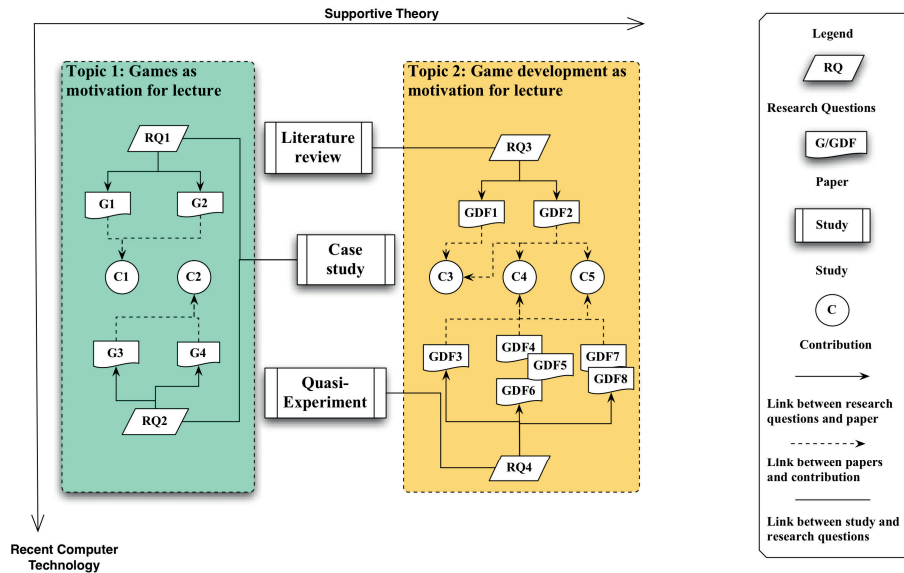 Supportive Theory
Topic 1: Games as
motivation for lecture
RQ1
G1
G2
C1
C2
G3
G4
RQ2
Literature
review
Case
study
Quasi-
Experiment
Topic 2: Game development as
motivation for lecture
RQ3
GDF1
GDF2
C3
C4
C5
GDF3
GDF4
GDF5
GDF6
GDF7
GDF8
RQ4
Recent Computer
Technology
Legend
RQ
Research Questions
G/GDF
Paper
Study
Study
C
Contribution
Link between research
questions and paper
Link between papers
and contribution
Link between study and
research questions